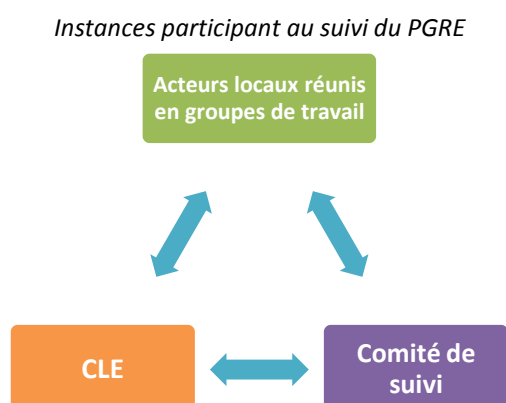 Instances participant au suivi du PGRE
Acteurs locaux réunis
en groupes de travail
CLE
Comité de
suivi